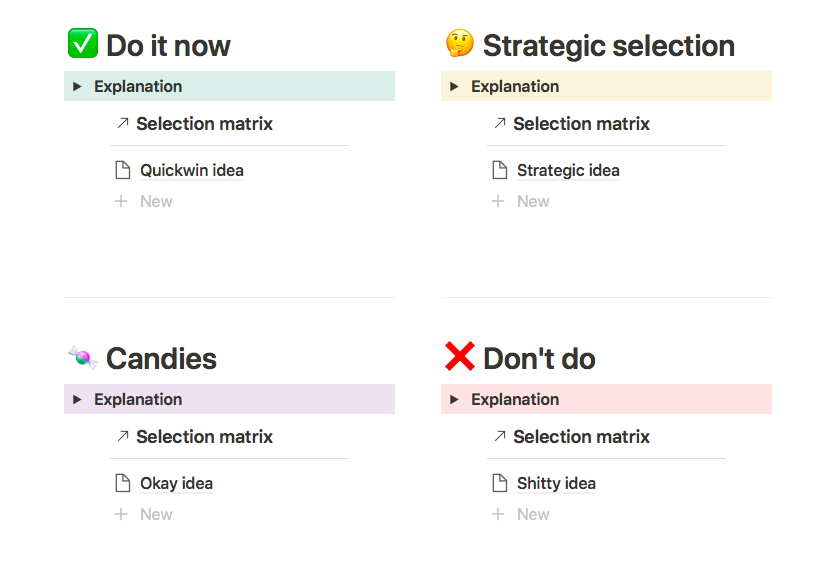 ✅ Do it now
Explanation
Selection matrix
Quickwin idea
New
🤔 Strategic selection
Explanation
Selection matrix
Strategic idea
New
🍬 Candies
Explanation
Selection matrix
Okay idea
New
❌ Don't do
Explanation
Selection matrix
Shitty idea
New